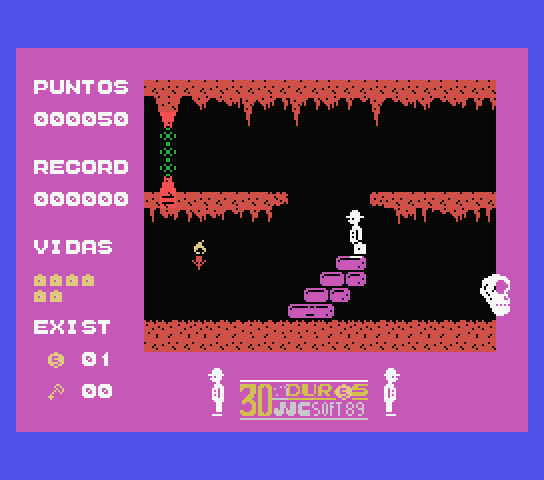 PUNTOS
000050
RECORD
000000
VIDAS
EXIST
01
00
30 DUROS
JJC SOFT 89